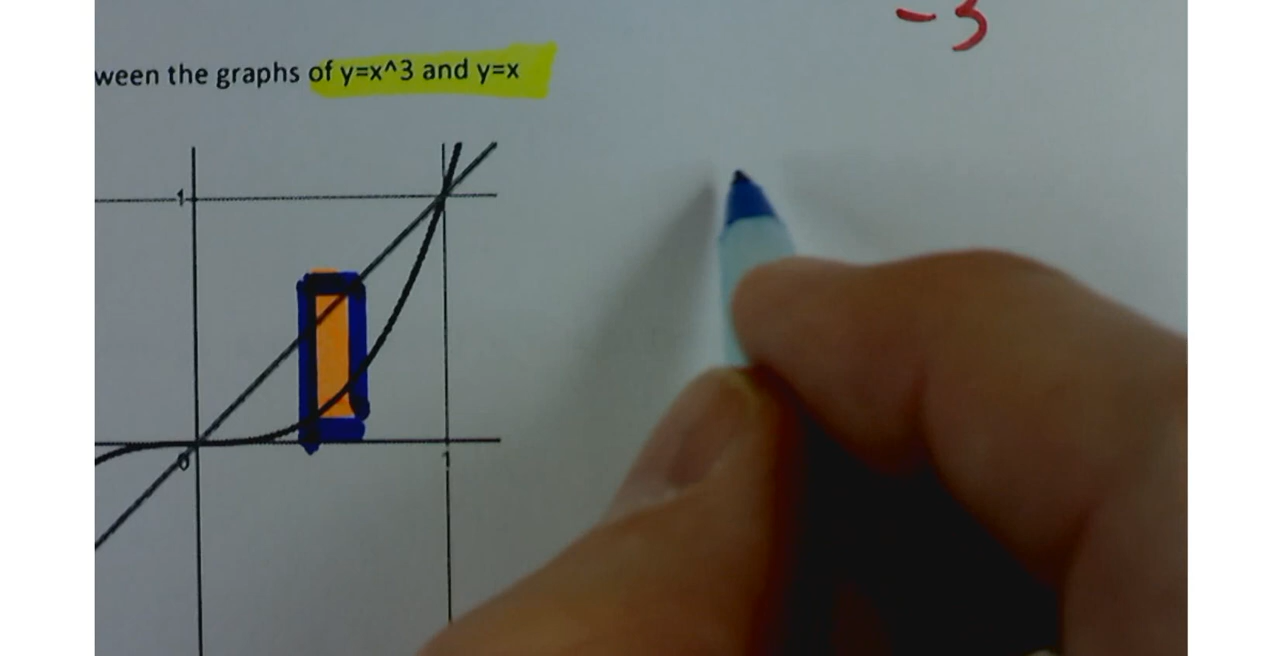 -3
ween the graphs of y=x^3 and y=x
1
0
1